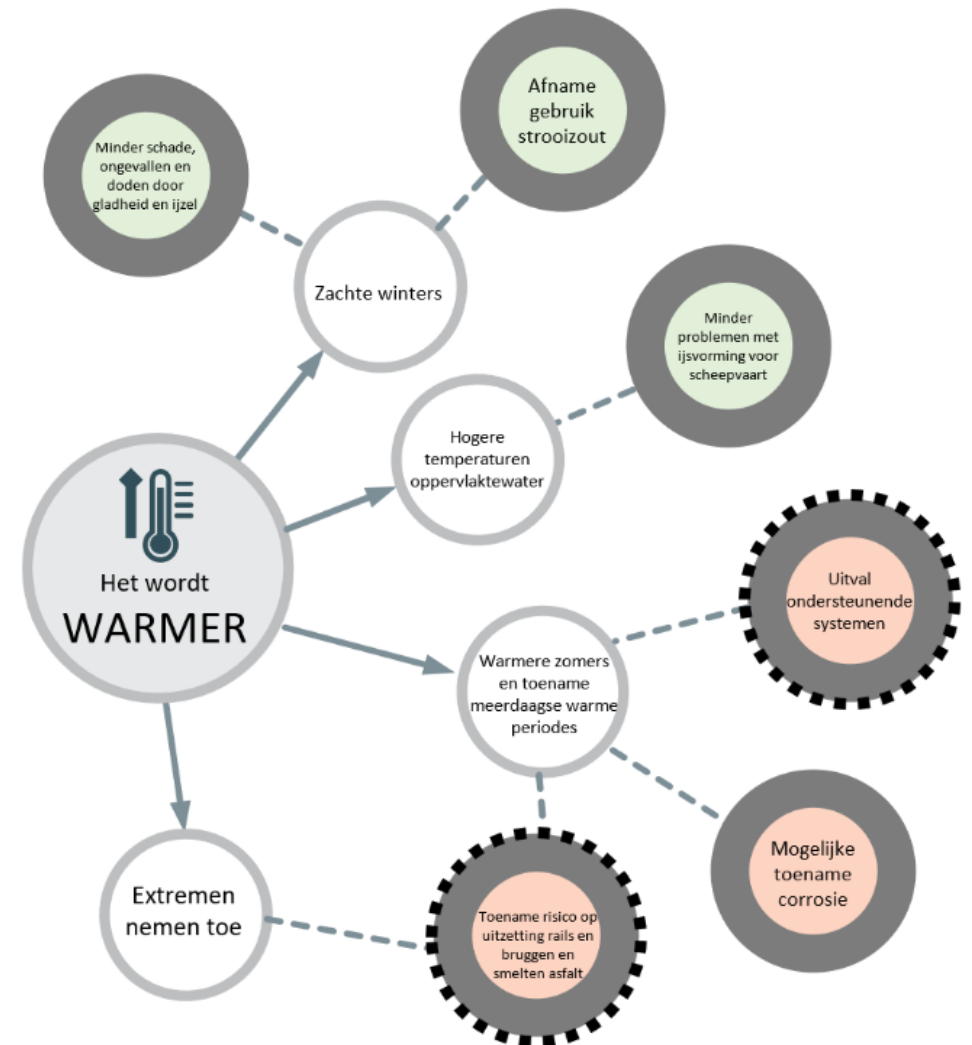 Afname
gebruik
strooizout
Minder schade,
ongevallen en
doden door
gladheid en ijzel
Zachte winters
Minder
problemen met
ijsvorming voor
scheepvaart
Hogere
temperaturen
oppervlaktewater
Het wordt
WARMER
Uitval
ondersteunende
systemen
Warmere zomers
en toename
meerdaagse warme
periodes
Mogelijke
toename
corrosie
Extremen
nemen toe
Toename risico op
uitzetting rails en
bruggen en
smelten asfalt